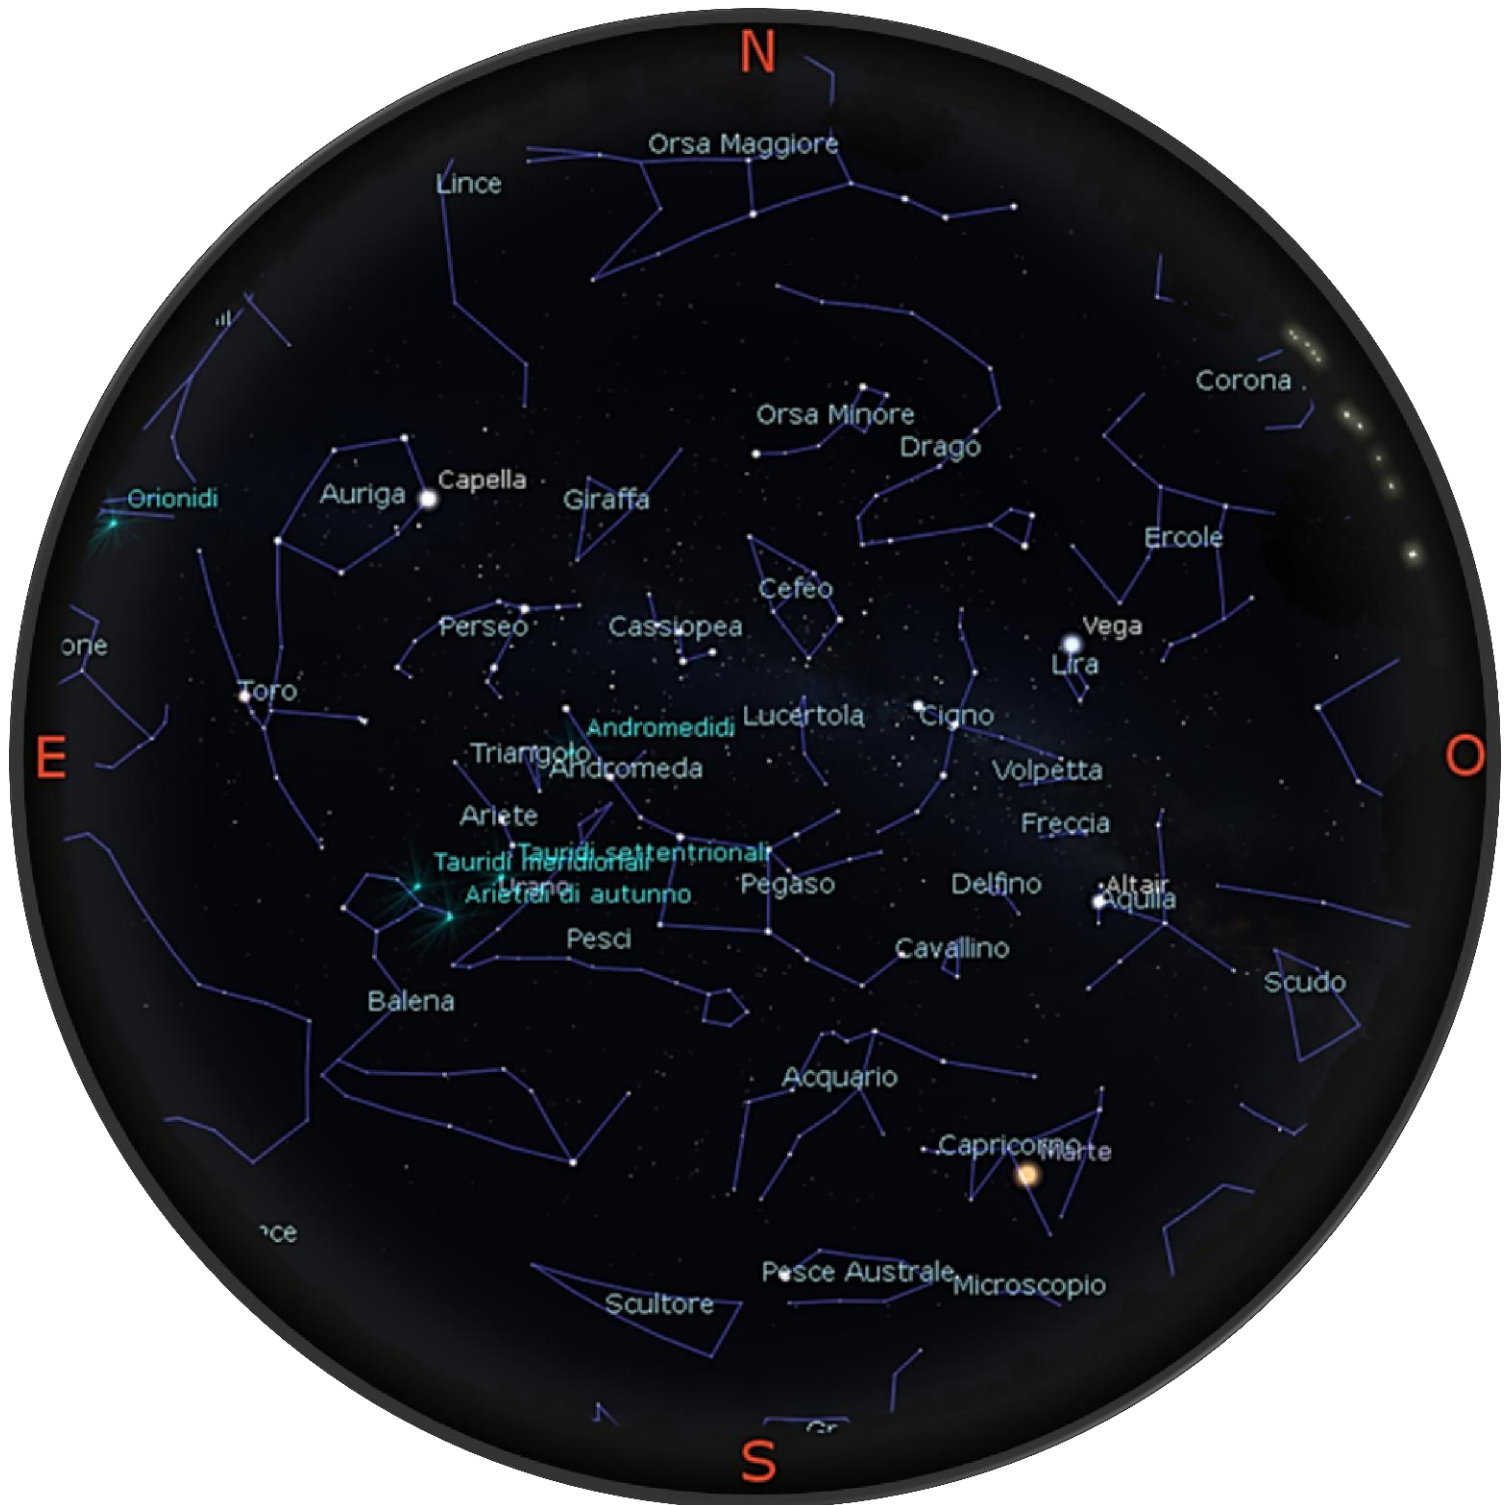 N
Orsa Maggiore
Lince
Corona
Orsa Minore
Drago
Capella
Auriga
Giraffa
Orionidi
Ercole
Cefeo
Perseo
Cassiopea
Vega
one
Lira
Toro
Lucertola
Cigno
Andromedidi
Triangolo
E
O
Andromeda
Volpetta
Ariete
Freccia
Tauridi settentrionali
Tauridi meridionali
Urano
Pegaso
Delfino
Altair
Arietidi di autunno
Aquila
Pesci
Cavallino
Scudo
Balena
Acquario
Capricorno
Marte
Pesce Australe
Microscopio
Scultore
S